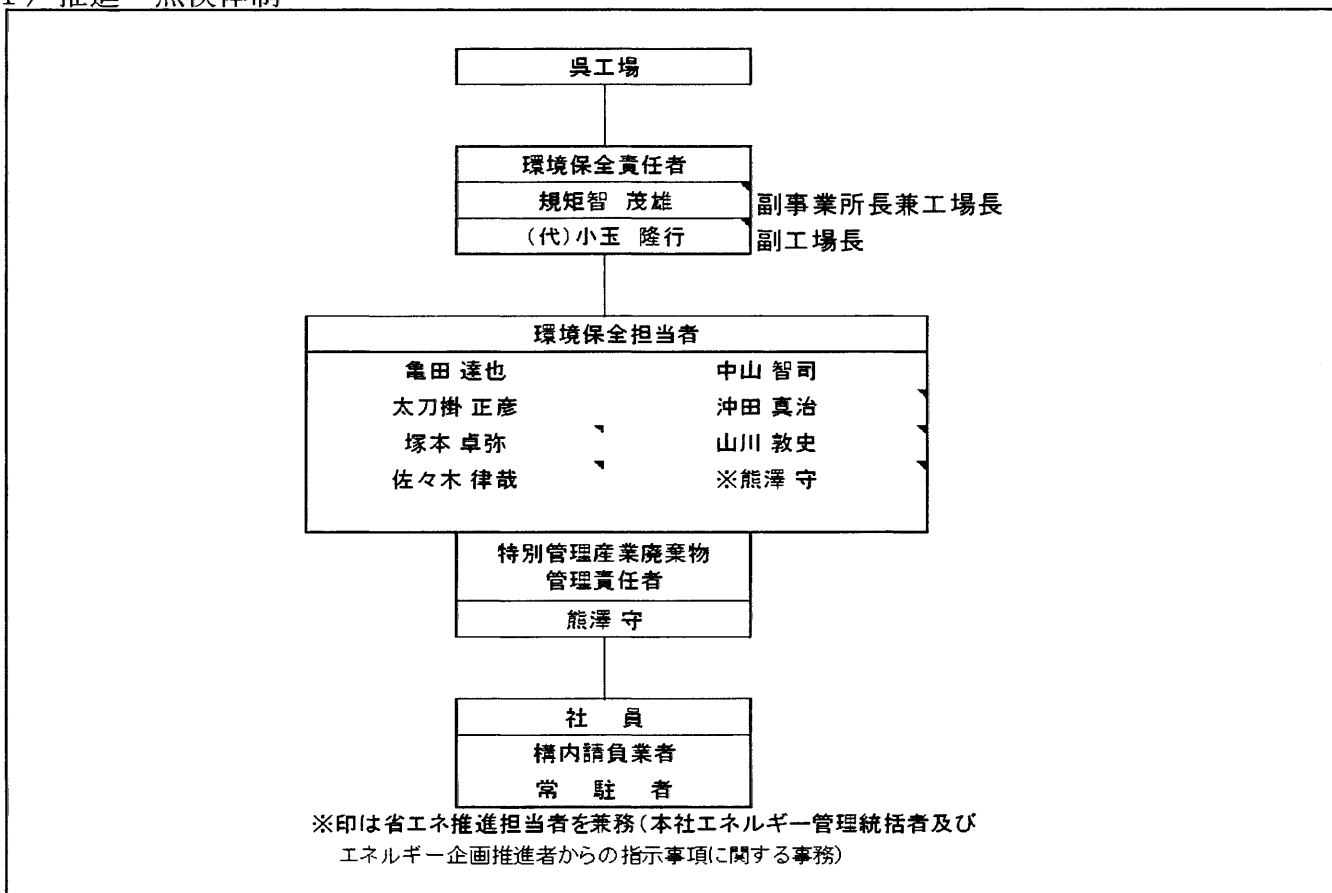 呉工場
環境保全責任者
規矩智 茂雄 副事業所長兼工場長
(代)小玉 隆行 副工場長
環境保全担当者
亀田 達也 中山 智司
太刀掛 正彦 沖田 真治
塚本 卓弥 山川 敦史
佐々木 律哉 ※熊澤 守
特別管理産業廃棄物
管理責任者
熊澤 守
社 員
構内請負業者
常 駐 者
※印は省エネ推進担当者を兼務(本社エネルギー管理統括者及び
エネルギー企画推進者からの指示事項に関する事務)